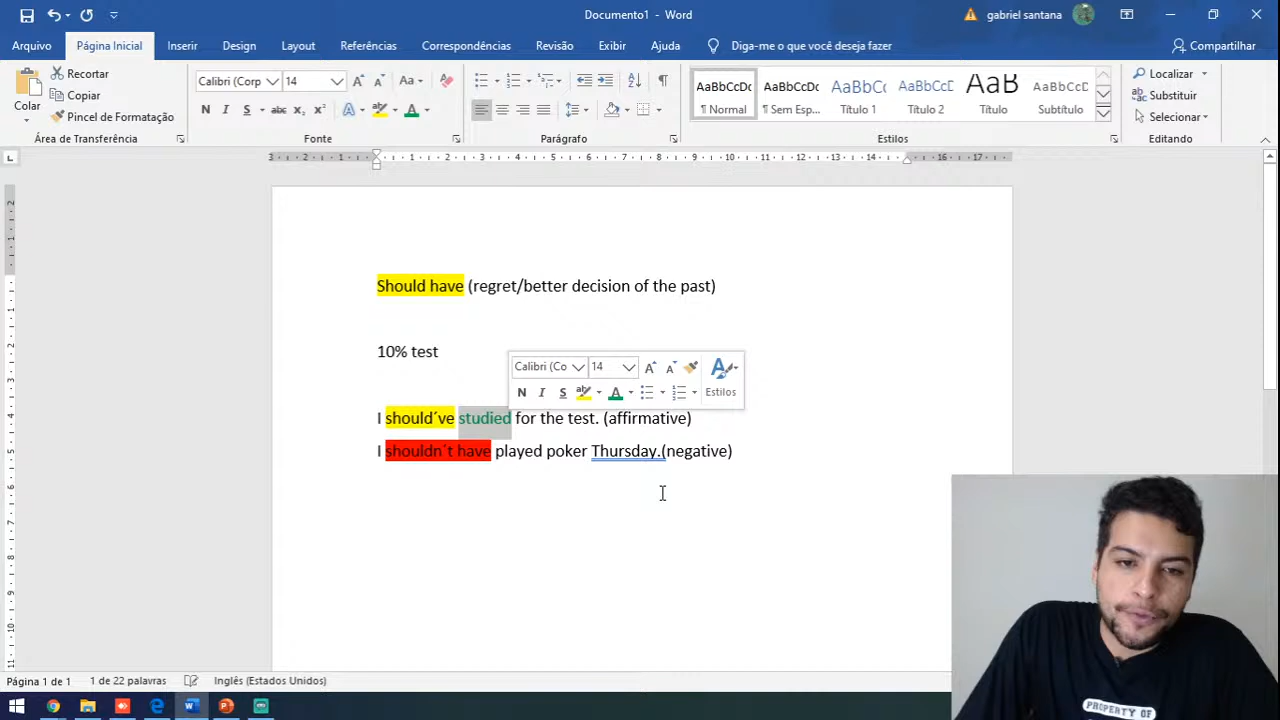 Documento1 - Word
gabriel santana
Arquivo
Página Inicial
Inserir
Design
Layout
Referências
Correspondências
Revisão
Exibir
Ajuda
Diga-me o que você deseja fazer
Compartilhar
Colar
Recortar
Copiar
Pincel de Formatação
Área de Transferência
Calibri (Corp
14
Fonte
Parágrafo
AaBbCcDc
¶ Normal
AaBbCcDc
¶ Sem Esp...
AaBbCc
Título 1
AaBbCcC
Título 2
AaB
Título
AaBbCcC
Subtítulo
Estilos
Localizar
Substituir
Selecionar
Editando
Should have (regret/better decision of the past)
10% test
Calibri (Co
14
Estilos
I should´ve studied for the test. (affirmative)
I shouldn´t have played poker Thursday.(negative)
Página 1 de 1
1 de 22 palavras
Inglês (Estados Unidos)
PROPERTY OF